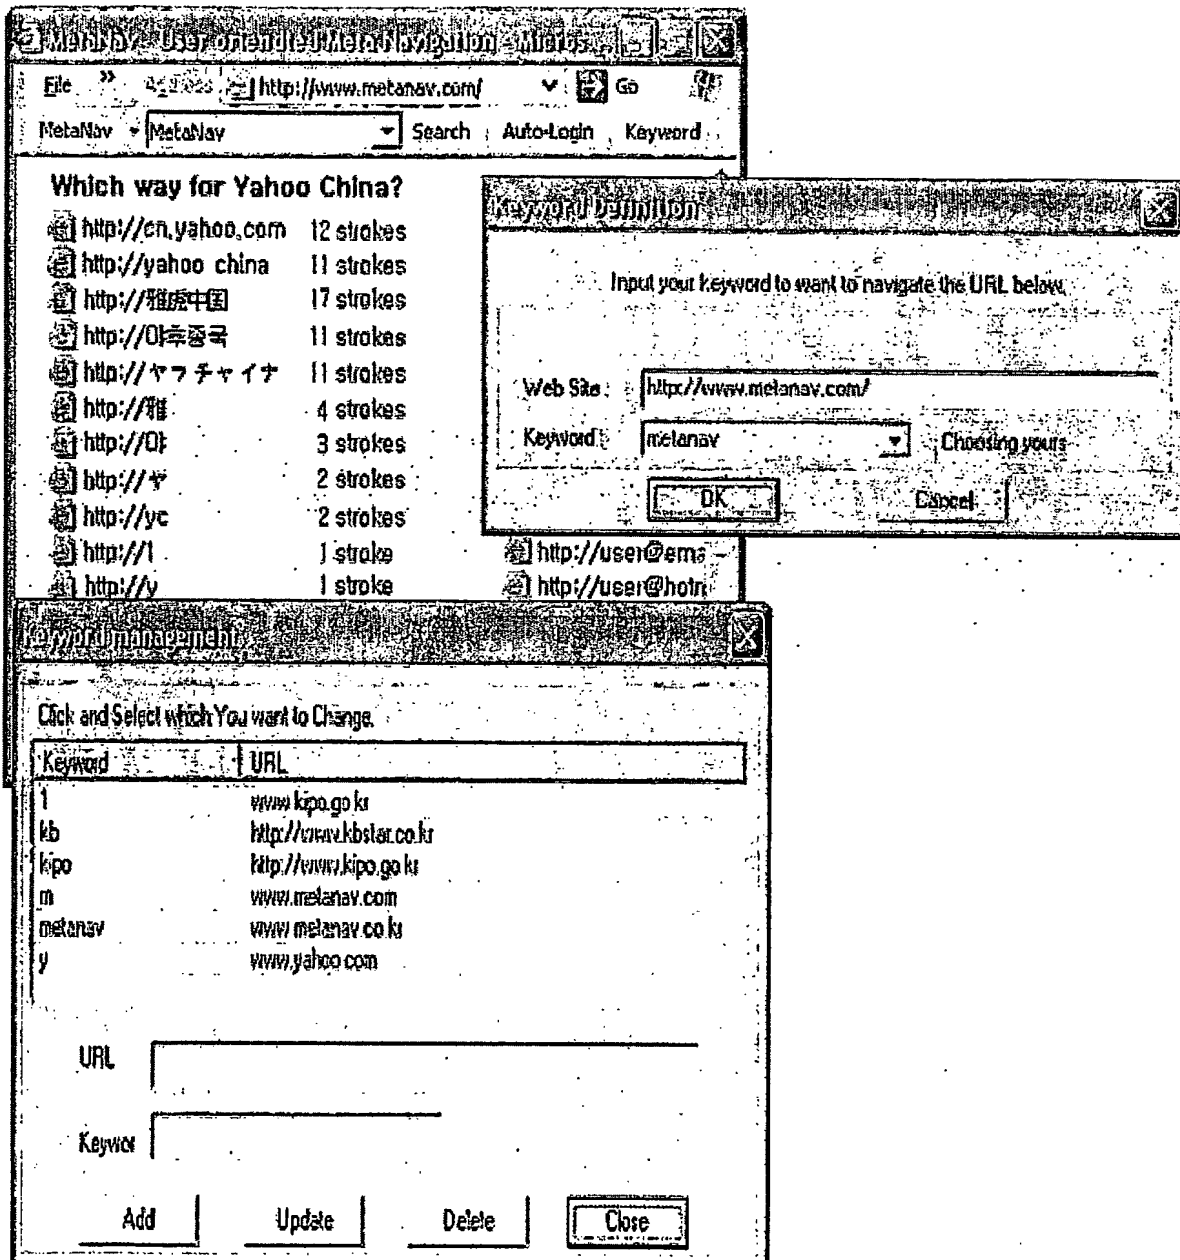 MetaNav - User oriendted Meta Navigation - Micros...
File » Address http://www.metanav.com/ Go
MetaNav MetaNav Search Auto-Login Keyword
Which way for Yahoo China?
http://cn.yahoo.com 12 strokes
http://yahoo china 11 strokes
http://雅虎中国 17 strokes
http://야후중국 11 strokes
http://ヤフチャイナ 11 strokes
http://雅 4 strokes
http://야 3 strokes
http://ヤ 2 strokes
http://yc 2 strokes
http://1 1 stroke http://user@ema
http://y 1 stroke http://user@hotm
Keyword Definition
Input your keyword to want to navigate the URL below.
Web Site : http://www.metanav.com/
Keyword : metanav Choosing yours
OK Cancel
Keyword management
Click and Select which You want to Change.
Keyword URL
1 www.kipo.go.kr
kb http://www.kbstar.co.kr
kipo http://www.kipo.go.kr
m www.metanav.com
metanav www.metanav.co.kr
y www.yahoo.com
URL
Keywor
Add Update Delete Close